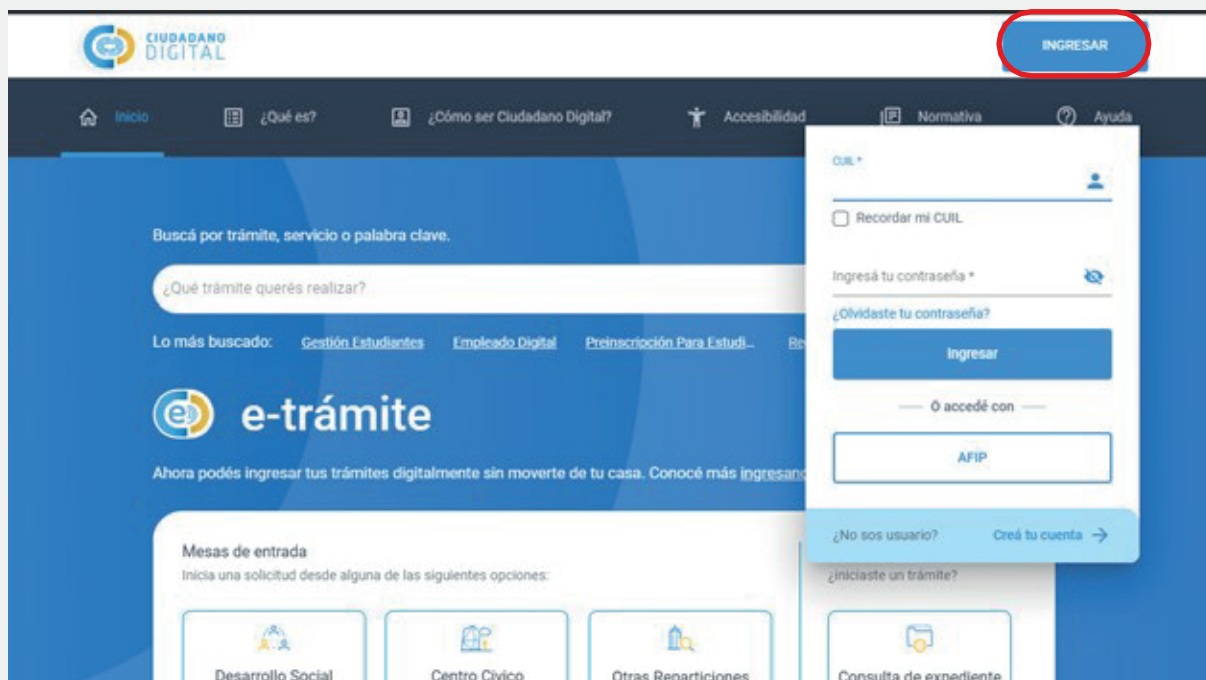 CIUDADANO
DIGITAL
INGRESAR
Inicio
¿Qué es?
¿Cómo ser Ciudadano Digital?
Accesibilidad
Normativa
Ayuda
CUIL *
Recordar mi CUIL
Ingresá tu contraseña *
¿Olvidaste tu contraseña?
Ingresar
O accedé con
AFIP
¿No sos usuario? Creá tu cuenta →
Buscá por trámite, servicio o palabra clave.
¿Qué trámite querés realizar?
Lo más buscado: Gestión Estudiantes Empleado Digital Preinscripción Para Estudi... Re
e-trámite
Ahora podés ingresar tus trámites digitalmente sin moverte de tu casa. Conocé más ingresand
Mesas de entrada
Inicia una solicitud desde alguna de las siguientes opciones:
¿iniciaste un trámite?
Desarrollo Social
Centro Cívico
Otras Reparticiones
Consulta de expediente